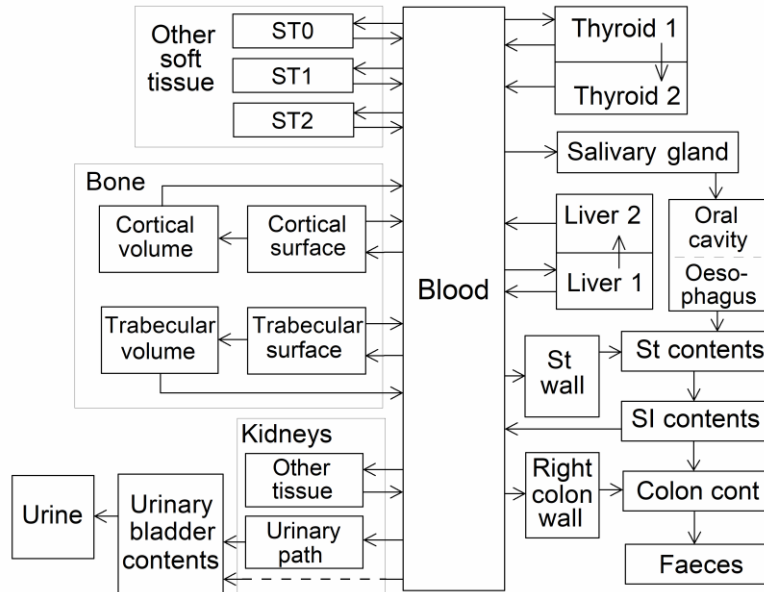 Other
soft
tissue
ST0
ST1
ST2
Bone
Cortical
volume
Cortical
surface
Trabecular
volume
Trabecular
surface
Kidneys
Other
tissue
Urinary
path
Urinary
bladder
contents
Urine
Blood
Thyroid 1
Thyroid 2
Salivary gland
Liver 2
Liver 1
Oral
cavity
Oeso-
phagus
St wall
St contents
SI contents
Right
colon
wall
Colon cont
Faeces